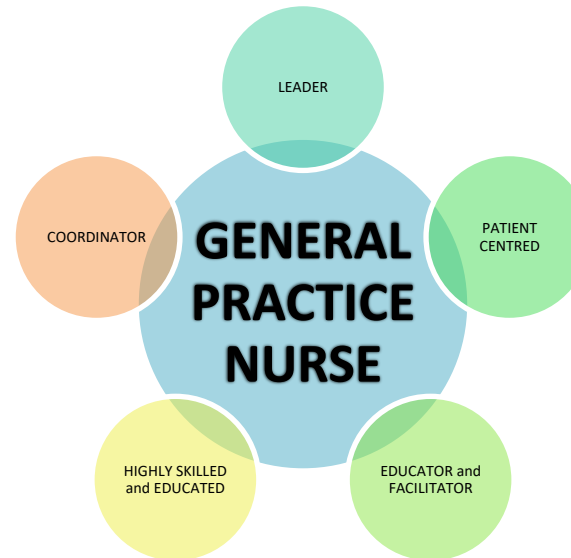 LEADER
COORDINATOR
PATIENT
CENTRED
GENERAL
PRACTICE
NURSE
HIGHLY SKILLED
and EDUCATED
EDUCATOR and
FACILITATOR